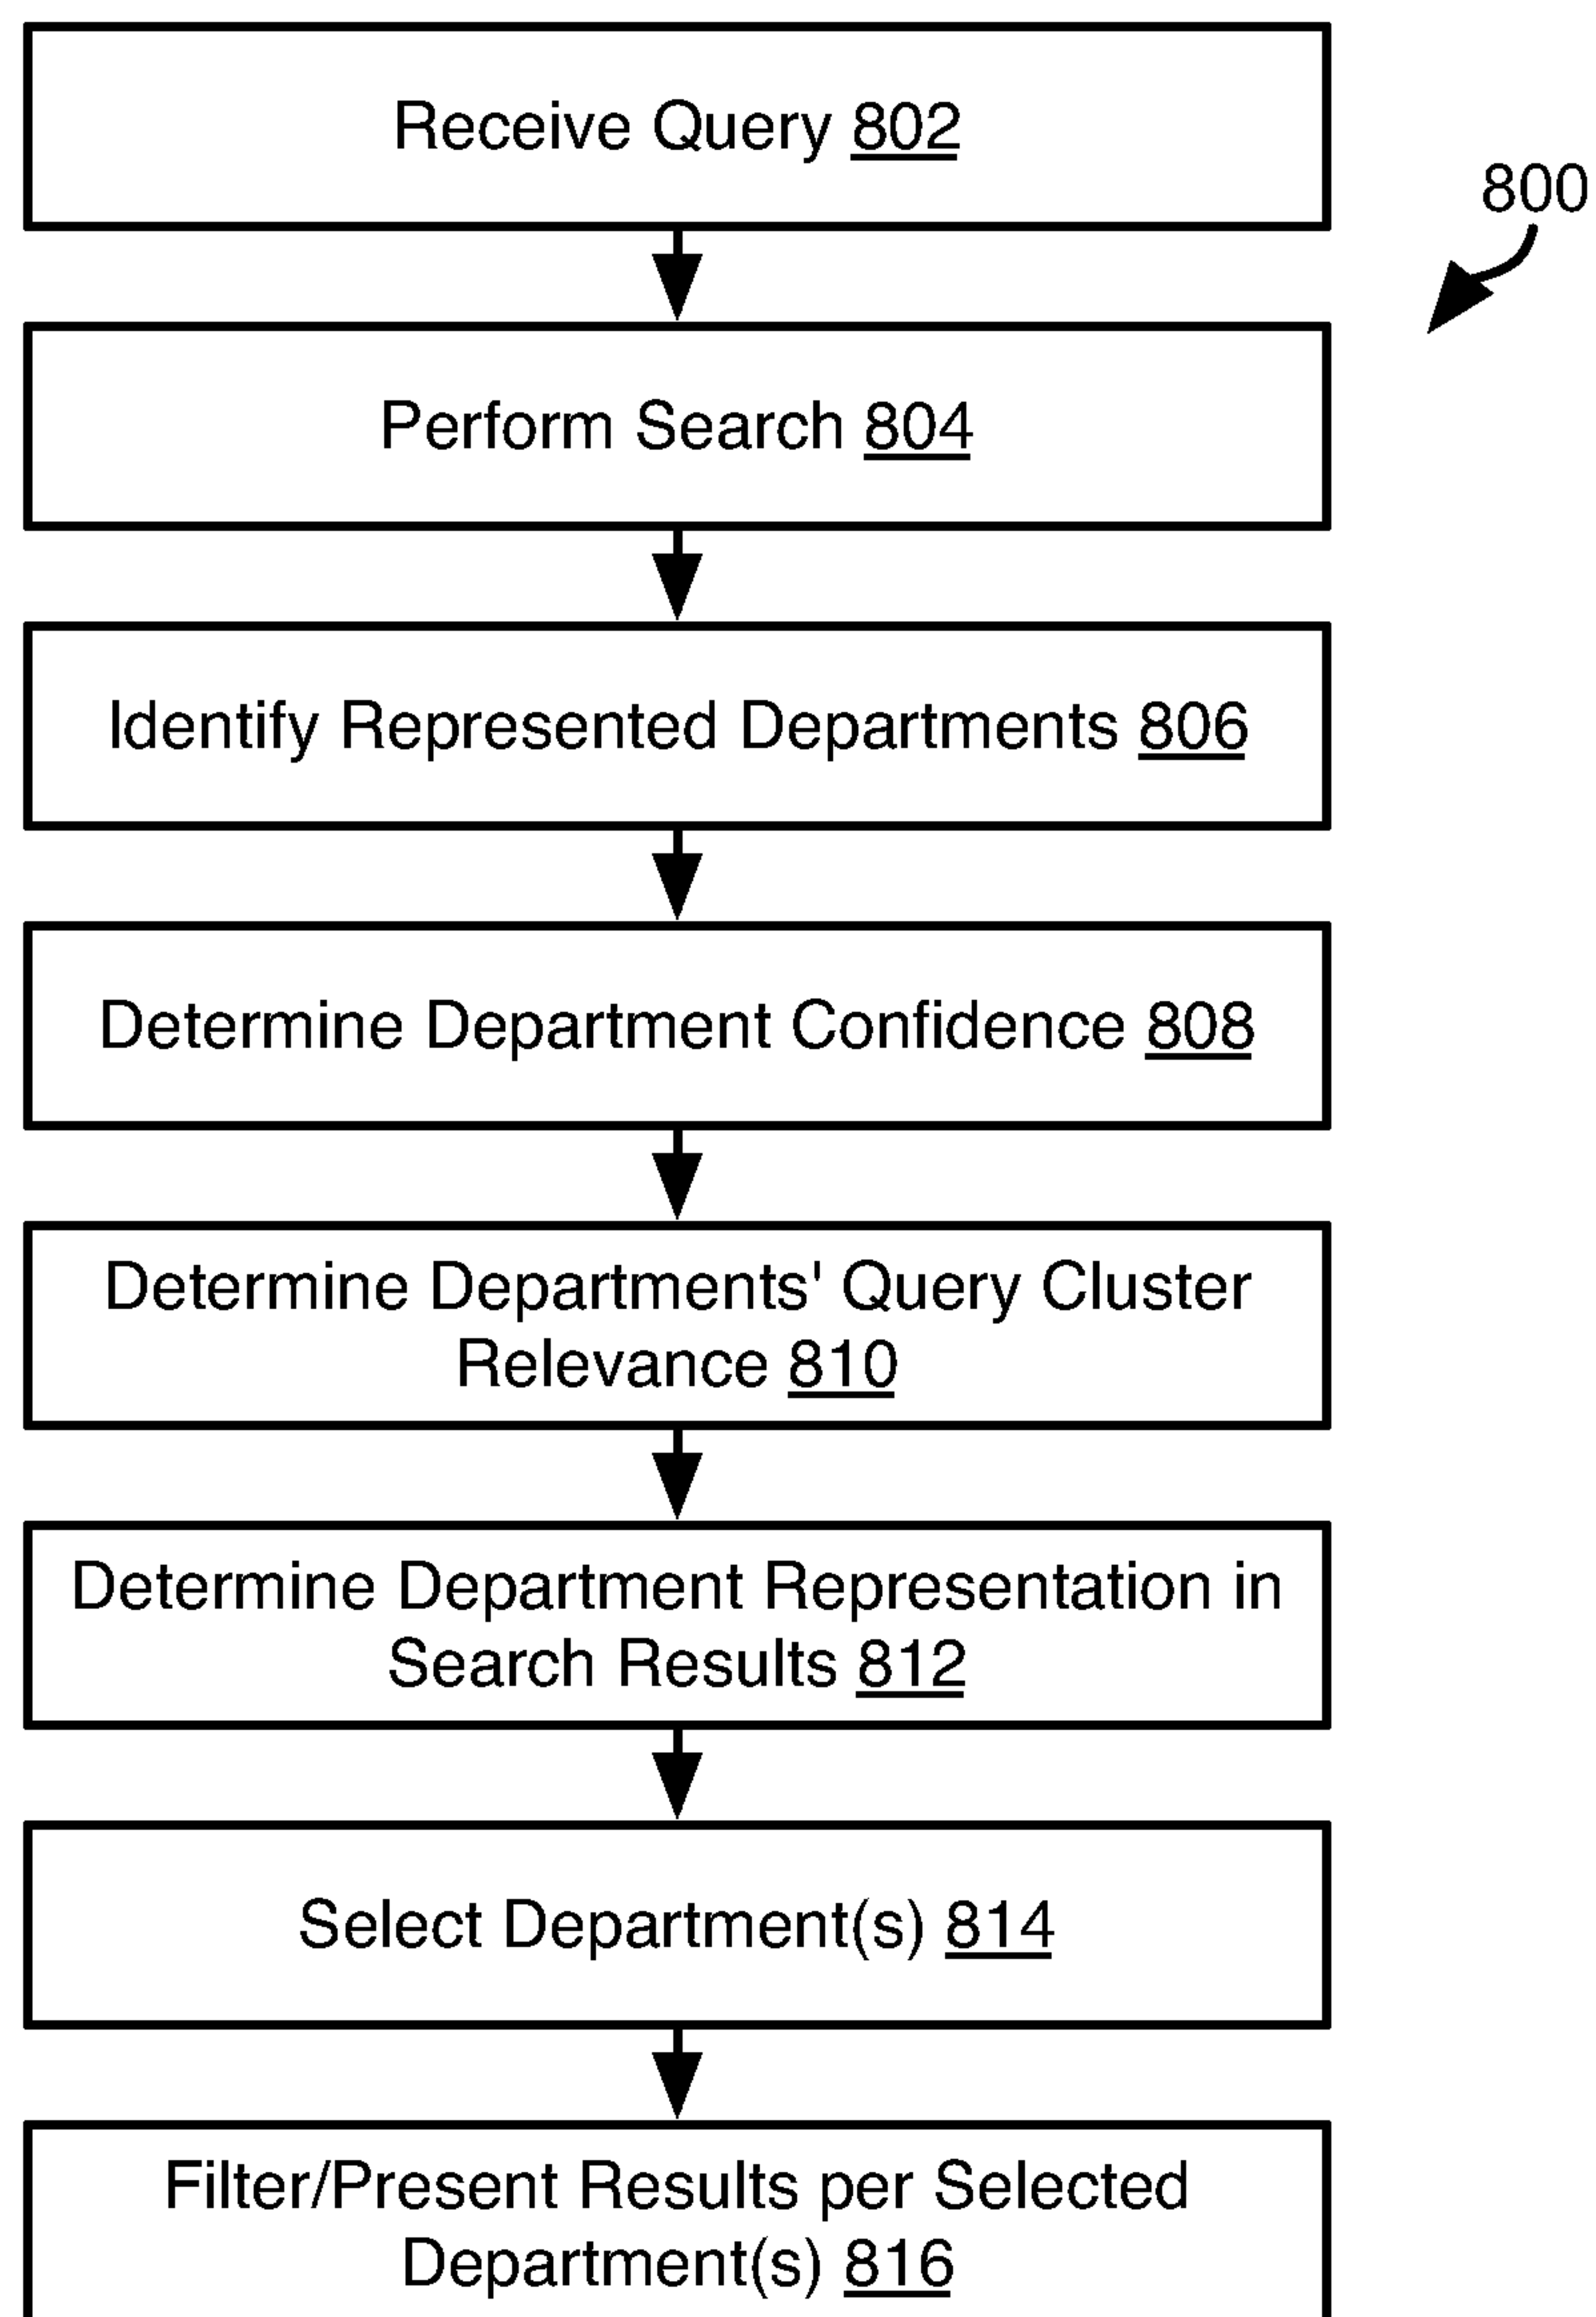 Receive Query 802
800
Perform Search 804
Identify Represented Departments 806
Determine Department Confidence 808
Determine Departments' Query Cluster
Relevance 810
Determine Department Representation in
Search Results 812
Select Department(s) 814
Filter/Present Results per Selected
Department(s) 816